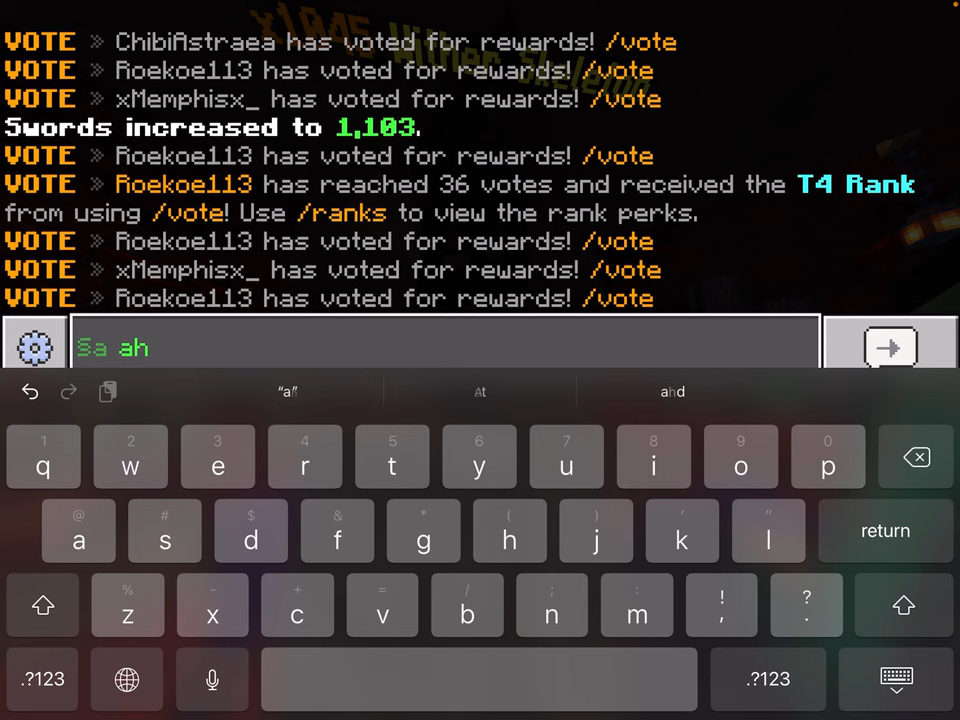 x1045 Wither Skeleton
VOTE » ChibiAstraea has voted for rewards! /vote
VOTE » Roekoe113 has voted for rewards! /vote
VOTE » xMemphisx_ has voted for rewards! /vote
Swords increased to 1,103.
VOTE » Roekoe113 has voted for rewards! /vote
VOTE » Roekoe113 has reached 36 votes and received the T4 Rank
from using /vote! Use /ranks to view the rank perks.
VOTE » Roekoe113 has voted for rewards! /vote
VOTE » xMemphisx_ has voted for rewards! /vote
VOTE » Roekoe113 has voted for rewards! /vote
§a ah
“a” At ahd
1 2 3 4 5 6 7 8 9 0
q w e r t y u i o p
@ # $ & * ( ) ' "
a s d f g h j k l return
% - + = / ; : ! ?
z x c v b n m , .
.?123 .?123